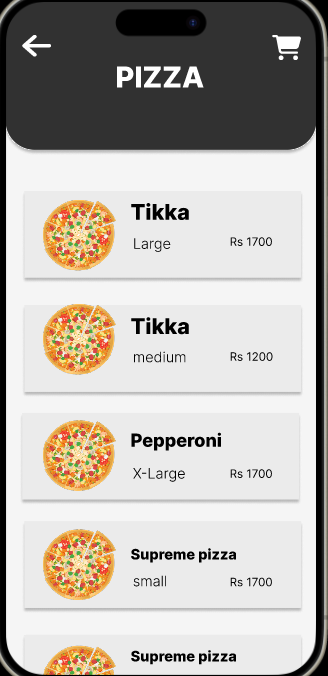 PIZZA
Tikka
Large Rs 1700
Tikka
medium Rs 1200
Pepperoni
X-Large Rs 1700
Supreme pizza
small Rs 1700
Supreme pizza